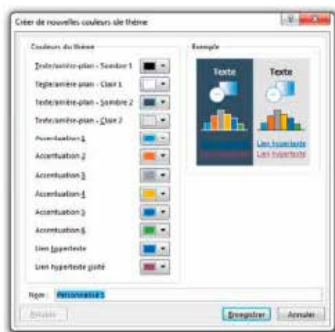 Créer de nouvelles couleurs de thème
Couleurs du thème
Exemple
Texte/arrière-plan - Sombre 1
Texte/arrière-plan - Clair 1
Texte/arrière-plan - Sombre 2
Texte/arrière-plan - Clair 2
Accentuation 1
Accentuation 2
Accentuation 3
Accentuation 4
Accentuation 5
Accentuation 6
Lien hypertexte
Lien hypertexte visité
Texte
Texte
Lien hypertexte
Lien hypertexte
Nom : Personnalisé 1
Enregistrer
Annuler